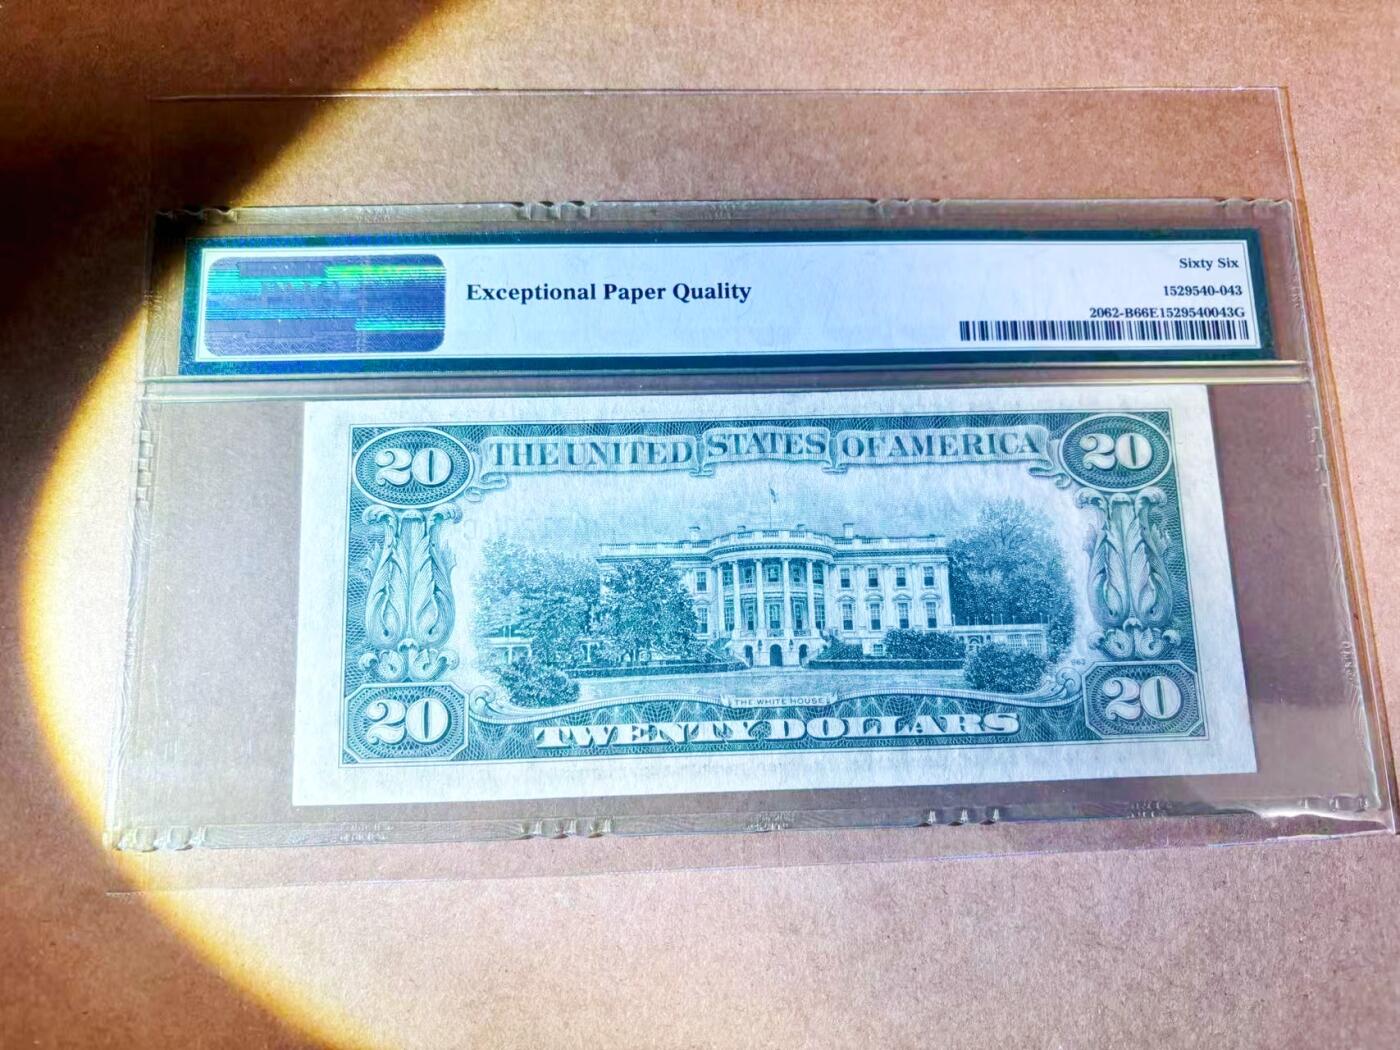 Exceptional Paper Quality
Sixty Six
1529540-043
2062-B66E1529540043G
20 THE UNITED STATES OF AMERICA 20
THE WHITE HOUSE
20 TWENTY DOLLARS 20